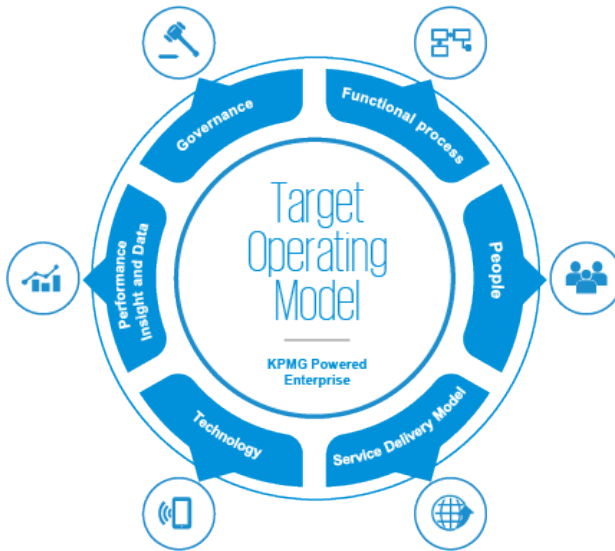 Target
Operating
Model
KPMG Powered
Enterprise
Functional process
People
Service Delivery Model
Technology
Performance
Insight and Data
Governance